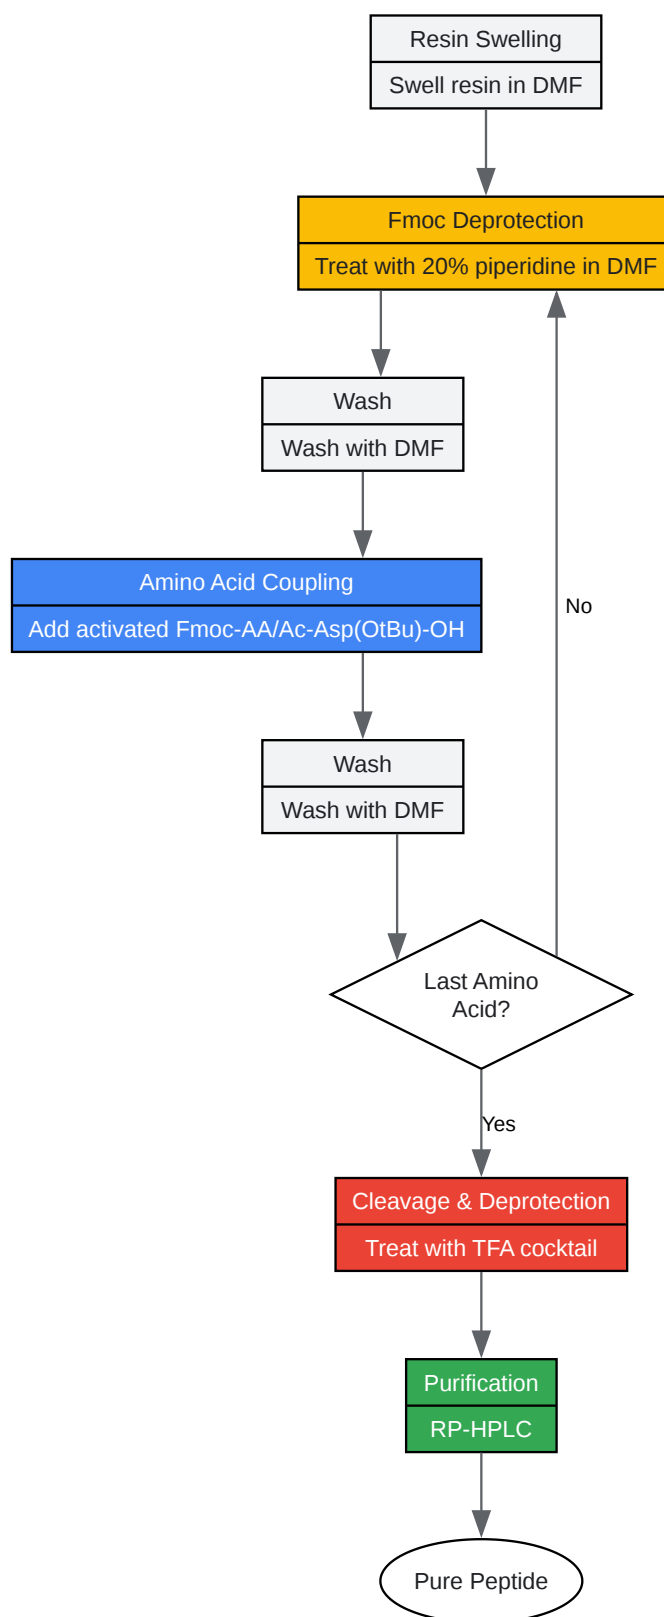 Resin Swelling
Swell resin in DMF
Fmoc Deprotection
Treat with 20% piperidine in DMF
Wash
Wash with DMF
Amino Acid Coupling
Add activated Fmoc-AA/Ac-Asp(OtBu)-OH
No
Wash
Wash with DMF
Last Amino
Acid?
Yes
Cleavage & Deprotection
Treat with TFA cocktail
Purification
RP-HPLC
Pure Peptide